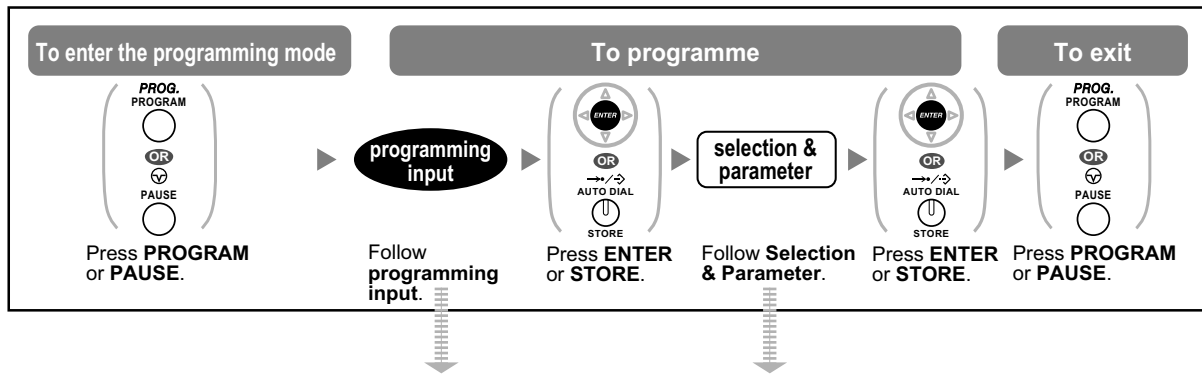 To enter the programming mode
To programme
To exit
PROG.
PROGRAM
OR
PAUSE
Press PROGRAM
or PAUSE.
programming
input
Follow
programming
input.
ENTER
OR
AUTO DIAL
STORE
Press ENTER
or STORE.
selection &
parameter
Follow Selection
& Parameter.
ENTER
OR
AUTO DIAL
STORE
Press ENTER
or STORE.
PROG.
PROGRAM
OR
PAUSE
Press PROGRAM
or PAUSE.